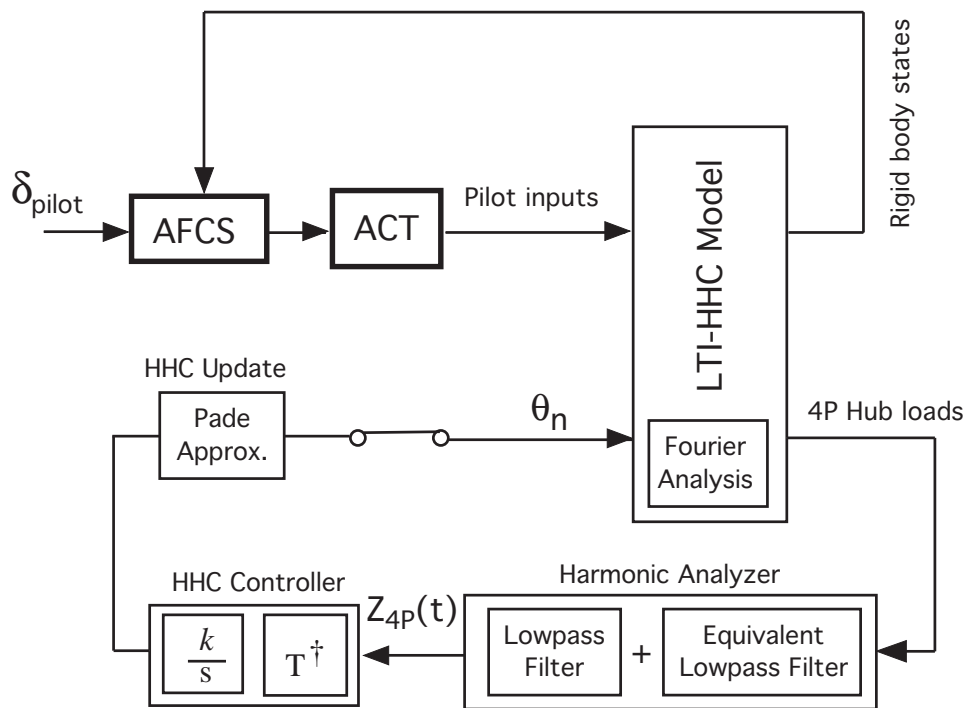 Rigid body states
δpilot
AFCS
ACT
Pilot inputs
LTI-HHC Model
HHC Update
Pade
Approx.
θn
4P Hub loads
Fourier
Analysis
HHC Controller
k
s
T†
Z4P(t)
Harmonic Analyzer
Lowpass
Filter
+
Equivalent
Lowpass Filter